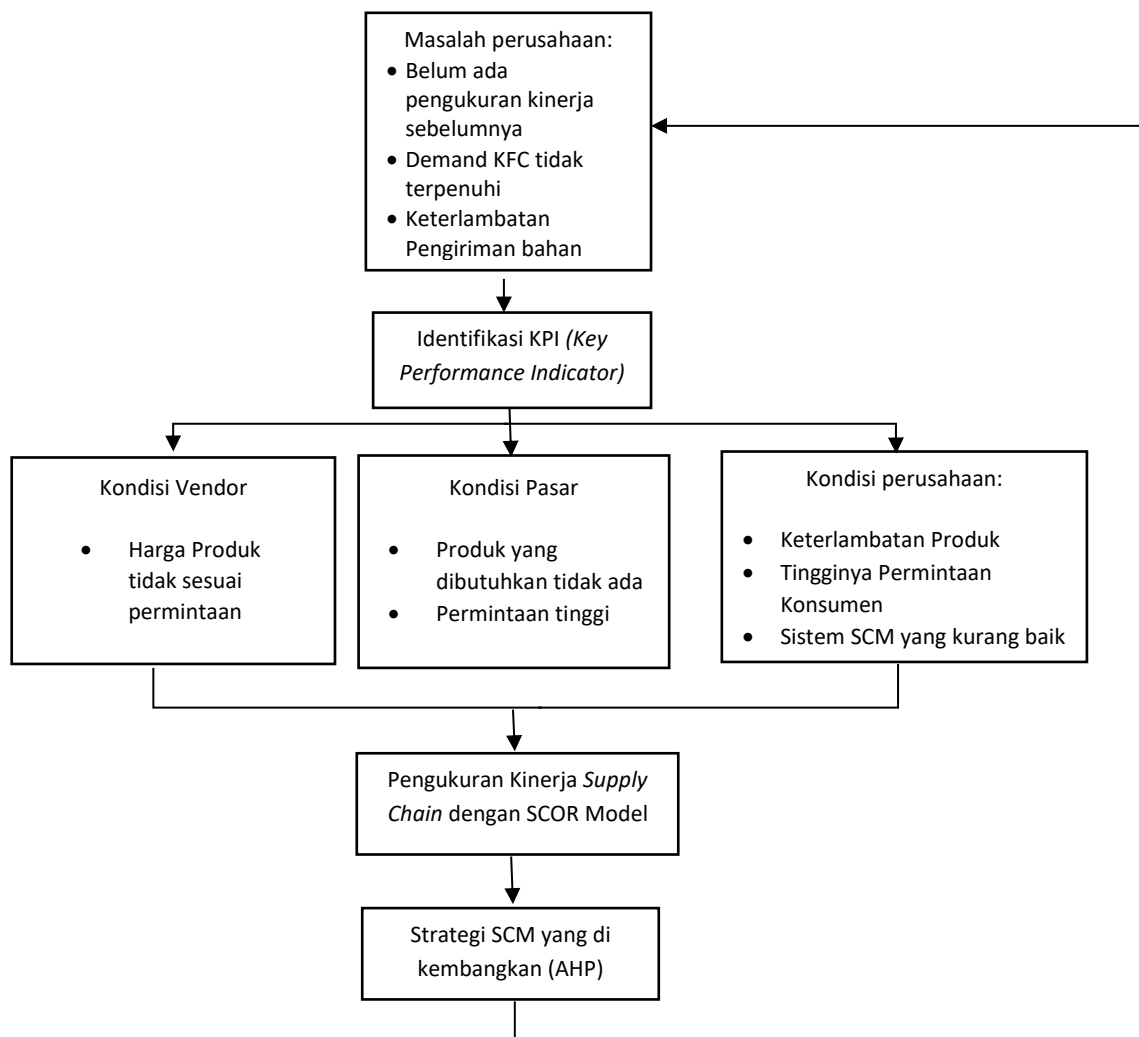 Masalah perusahaan:
• Belum ada
pengukuran kinerja
sebelumnya
• Demand KFC tidak
terpenuhi
• Keterlambatan
Pengiriman bahan
Identifikasi KPI (Key
Performance Indicator)
Kondisi Vendor
• Harga Produk
tidak sesuai
permintaan
Kondisi Pasar
• Produk yang
dibutuhkan tidak ada
• Permintaan tinggi
Kondisi perusahaan:
• Keterlambatan Produk
• Tingginya Permintaan
Konsumen
• Sistem SCM yang kurang baik
Pengukuran Kinerja Supply
Chain dengan SCOR Model
Strategi SCM yang di
kembangkan (AHP)